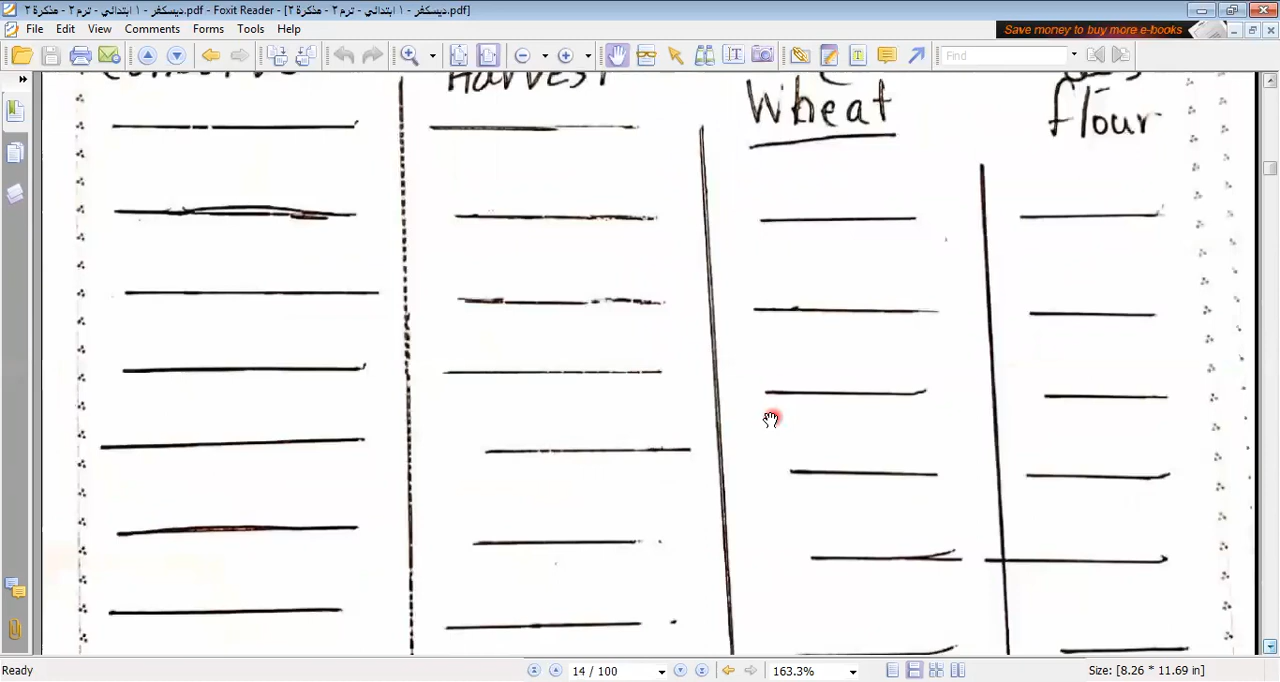 ديسكفر - ١ ابتدائي - ترم ٢ - مذكرة ٢.pdf - Foxit Reader - [ديسكفر - ١ ابتدائي - ترم ٢ - مذكرة ٢.pdf]
File Edit View Comments Forms Tools Help
Save money to buy more e-books
Find
Harvest
Wheat
flour
Ready
14 / 100
163.3%
Size: [8.26 * 11.69 in]